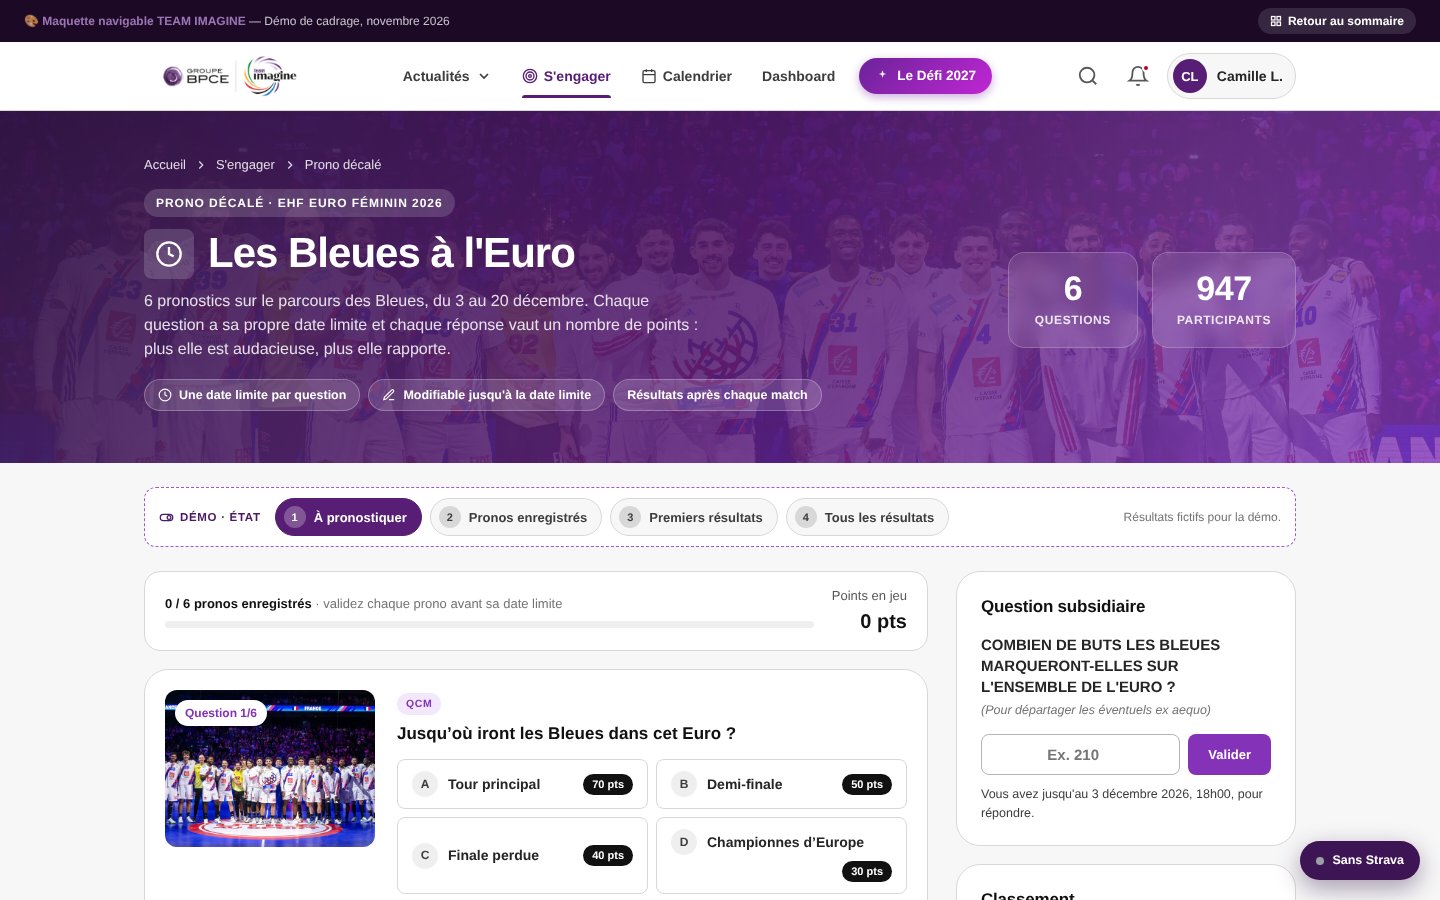 🎨 Maquette navigable TEAM IMAGINE — Démo de cadrage, novembre 2026
Retour au sommaire
GROUPE BPCE
team imagine
Actualités
S'engager
Calendrier
Dashboard
Le Défi 2027
CL
Camille L.
Accueil > S'engager > Prono décalé
PRONO DÉCALÉ · EHF EURO FÉMININ 2026
Les Bleues à l'Euro
6 pronostics sur le parcours des Bleues, du 3 au 20 décembre. Chaque
question a sa propre date limite et chaque réponse vaut un nombre de points :
plus elle est audacieuse, plus elle rapporte.
Une date limite par question
Modifiable jusqu'à la date limite
Résultats après chaque match
6
QUESTIONS
947
PARTICIPANTS
DÉMO · ÉTAT
1 À pronostiquer
2 Pronos enregistrés
3 Premiers résultats
4 Tous les résultats
Résultats fictifs pour la démo.
0 / 6 pronos enregistrés · validez chaque prono avant sa date limite
Points en jeu
0 pts
Question 1/6
FRANCE
QCM
Jusqu’où iront les Bleues dans cet Euro ?
A Tour principal 70 pts
B Demi-finale 50 pts
C Finale perdue 40 pts
D Championnes d’Europe
30 pts
Question subsidiaire
COMBIEN DE BUTS LES BLEUES
MARQUERONT-ELLES SUR
L'ENSEMBLE DE L'EURO ?
(Pour départager les éventuels ex aequo)
Ex. 210
Valider
Vous avez jusqu'au 3 décembre 2026, 18h00, pour
répondre.
Classement
Sans Strava